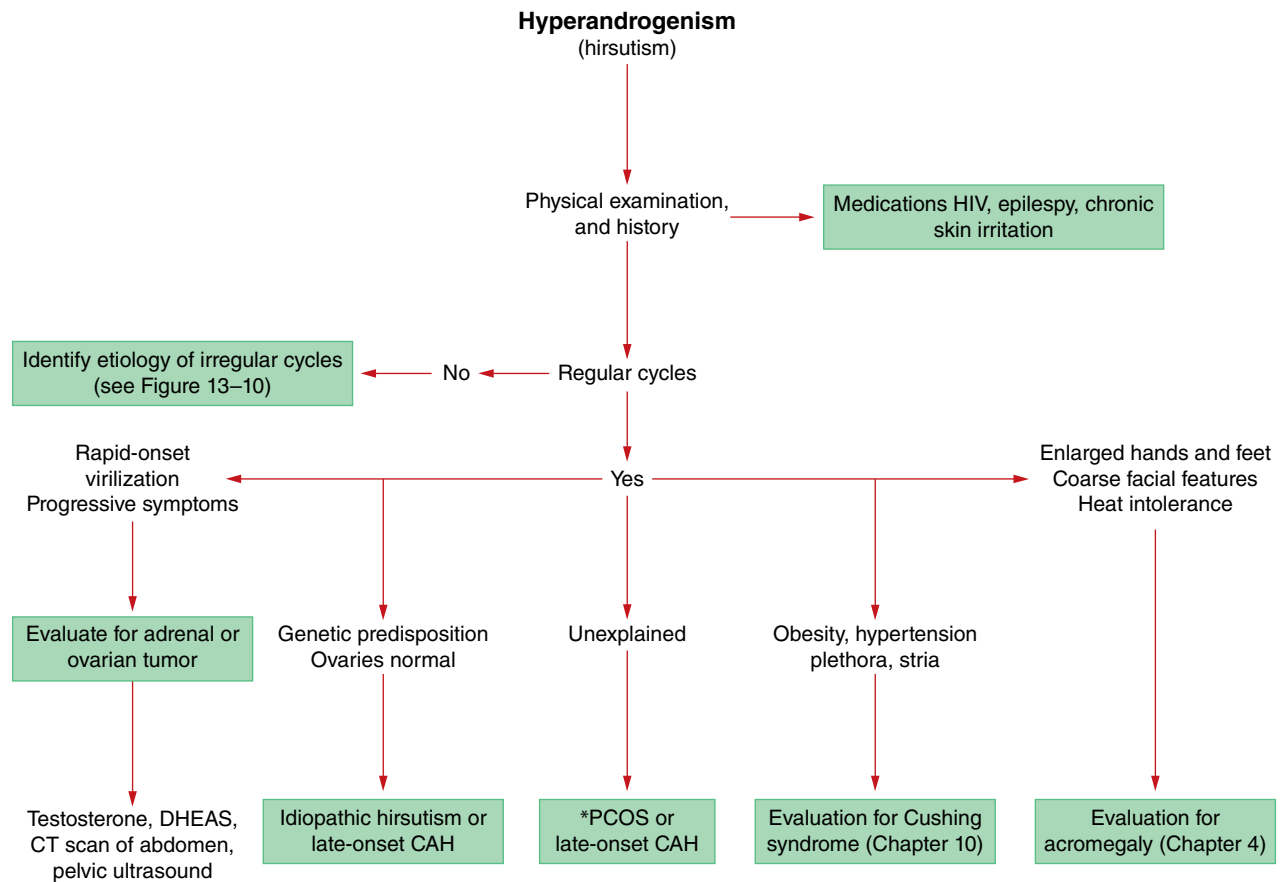 Hyperandrogenism
(hirsutism)
Physical examination,
and history
Medications HIV, epilespy, chronic
skin irritation
Identify etiology of irregular cycles
(see Figure 13–10)
No
Regular cycles
Rapid-onset
virilization
Progressive symptoms
Yes
Enlarged hands and feet
Coarse facial features
Heat intolerance
Evaluate for adrenal or
ovarian tumor
Genetic predisposition
Ovaries normal
Unexplained
Obesity, hypertension
plethora, stria
Testosterone, DHEAS,
CT scan of abdomen,
pelvic ultrasound
Idiopathic hirsutism or
late-onset CAH
*PCOS or
late-onset CAH
Evaluation for Cushing
syndrome (Chapter 10)
Evaluation for
acromegaly (Chapter 4)